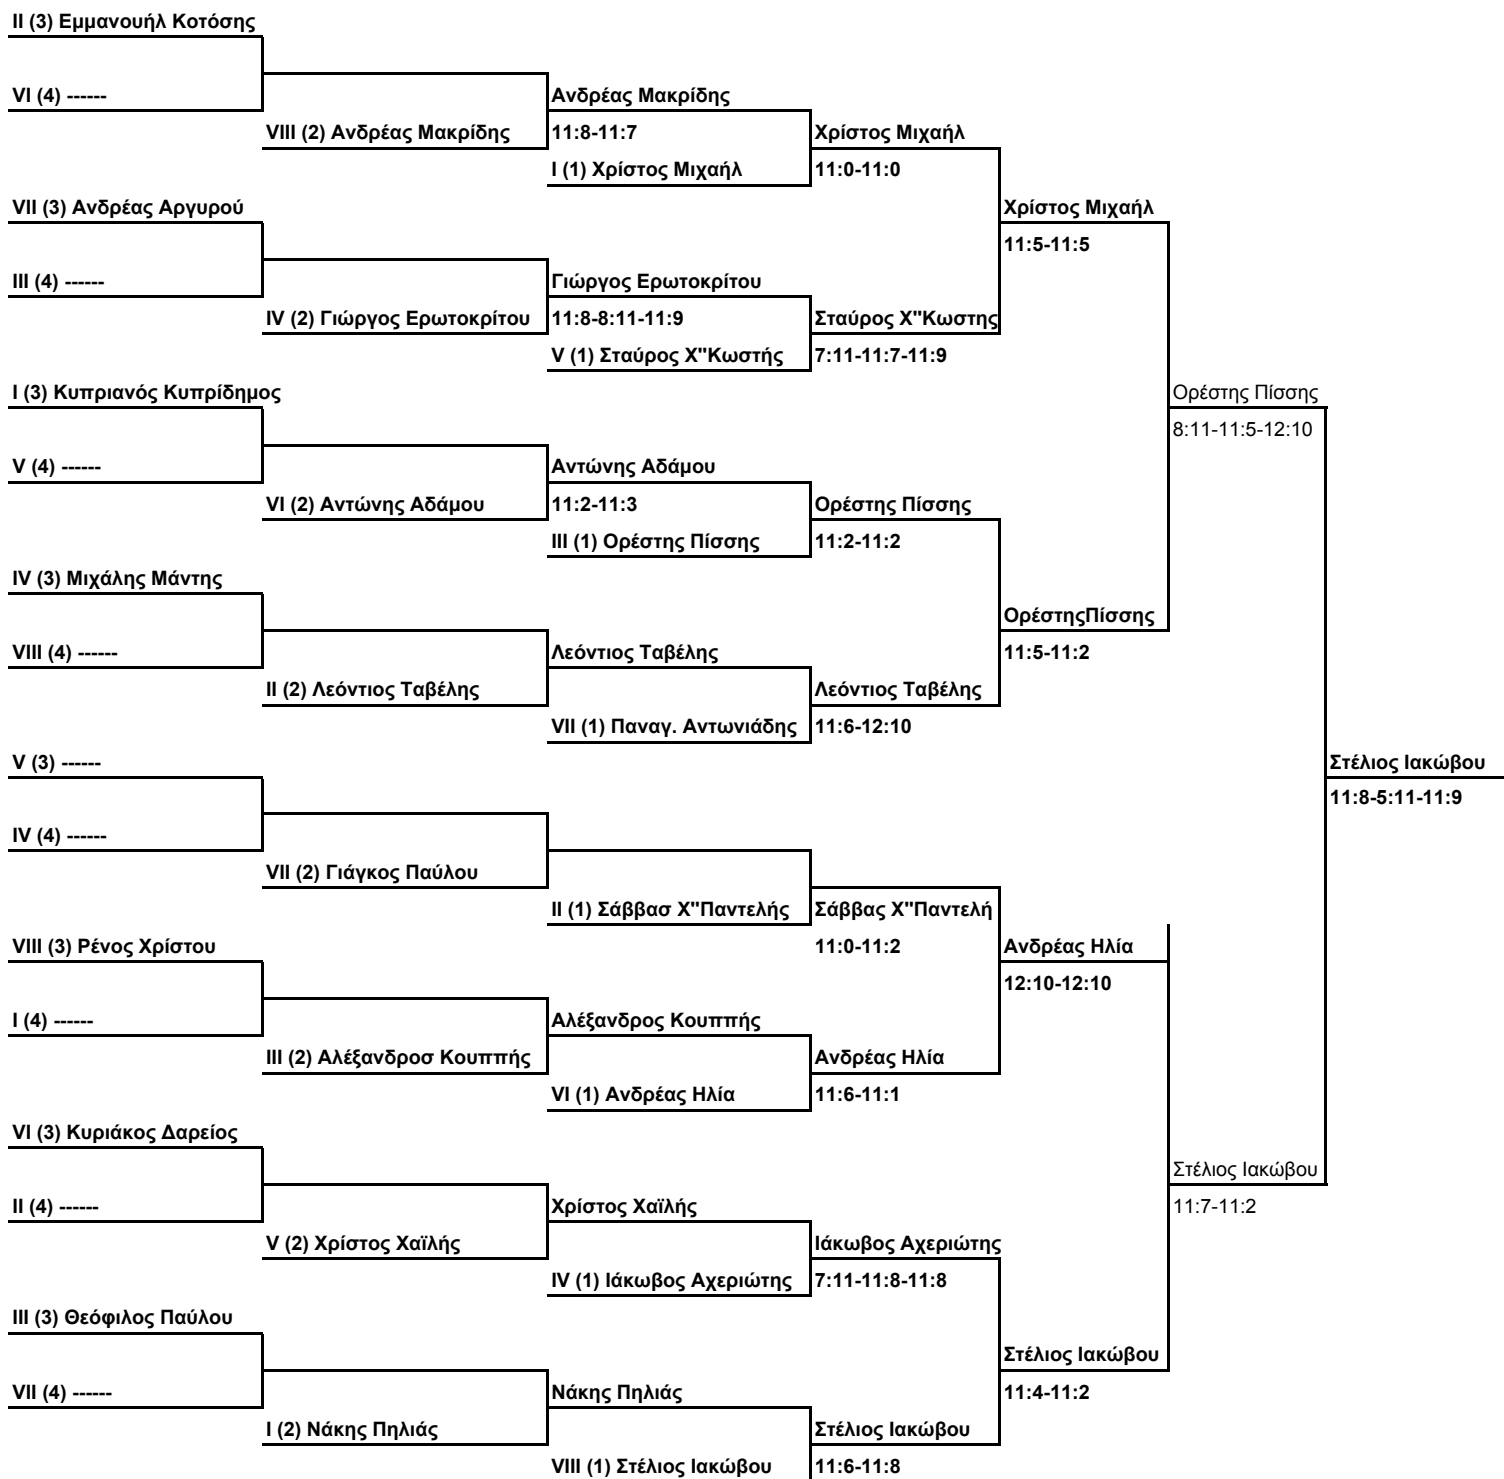 II (3) Εμμανουήλ Κοτόσης
VI (4) ------
Ανδρέας Μακρίδης
VIII (2) Ανδρέας Μακρίδης
11:8-11:7
Χρίστος Μιχαήλ
I (1) Χρίστος Μιχαήλ
11:0-11:0
VII (3) Ανδρέας Αργυρού
Χρίστος Μιχαήλ
11:5-11:5
III (4) ------
Γιώργος Ερωτοκρίτου
IV (2) Γιώργος Ερωτοκρίτου
11:8-8:11-11:9
Σταύρος Χ"Κωστης
V (1) Σταύρος Χ"Κωστής
7:11-11:7-11:9
I (3) Κυπριανός Κυπρίδημος
Ορέστης Πίσσης
8:11-11:5-12:10
V (4) ------
Αντώνης Αδάμου
VI (2) Αντώνης Αδάμου
11:2-11:3
Ορέστης Πίσσης
III (1) Ορέστης Πίσσης
11:2-11:2
IV (3) Μιχάλης Μάντης
ΟρέστηςΠίσσης
VIII (4) ------
Λεόντιος Ταβέλης
11:5-11:2
II (2) Λεόντιος Ταβέλης
Λεόντιος Ταβέλης
VII (1) Παναγ. Αντωνιάδης
11:6-12:10
V (3) ------
Στέλιος Ιακώβου
11:8-5:11-11:9
IV (4) ------
VII (2) Γιάγκος Παύλου
II (1) Σάββασ Χ"Παντελής
Σάββας Χ"Παντελή
VIII (3) Ρένος Χρίστου
11:0-11:2
Ανδρέας Ηλία
12:10-12:10
I (4) ------
Αλέξανδρος Κουππής
III (2) Αλέξανδροσ Κουππής
Ανδρέας Ηλία
VI (1) Ανδρέας Ηλία
11:6-11:1
VI (3) Κυριάκος Δαρείος
Στέλιος Ιακώβου
II (4) ------
Χρίστος Χαϊλής
11:7-11:2
V (2) Χρίστος Χαϊλής
Ιάκωβος Αχεριώτης
IV (1) Ιάκωβος Αχεριώτης
7:11-11:8-11:8
III (3) Θεόφιλος Παύλου
Στέλιος Ιακώβου
VII (4) ------
Νάκης Πηλιάς
11:4-11:2
I (2) Νάκης Πηλιάς
Στέλιος Ιακώβου
VIII (1) Στέλιος Ιακώβου
11:6-11:8